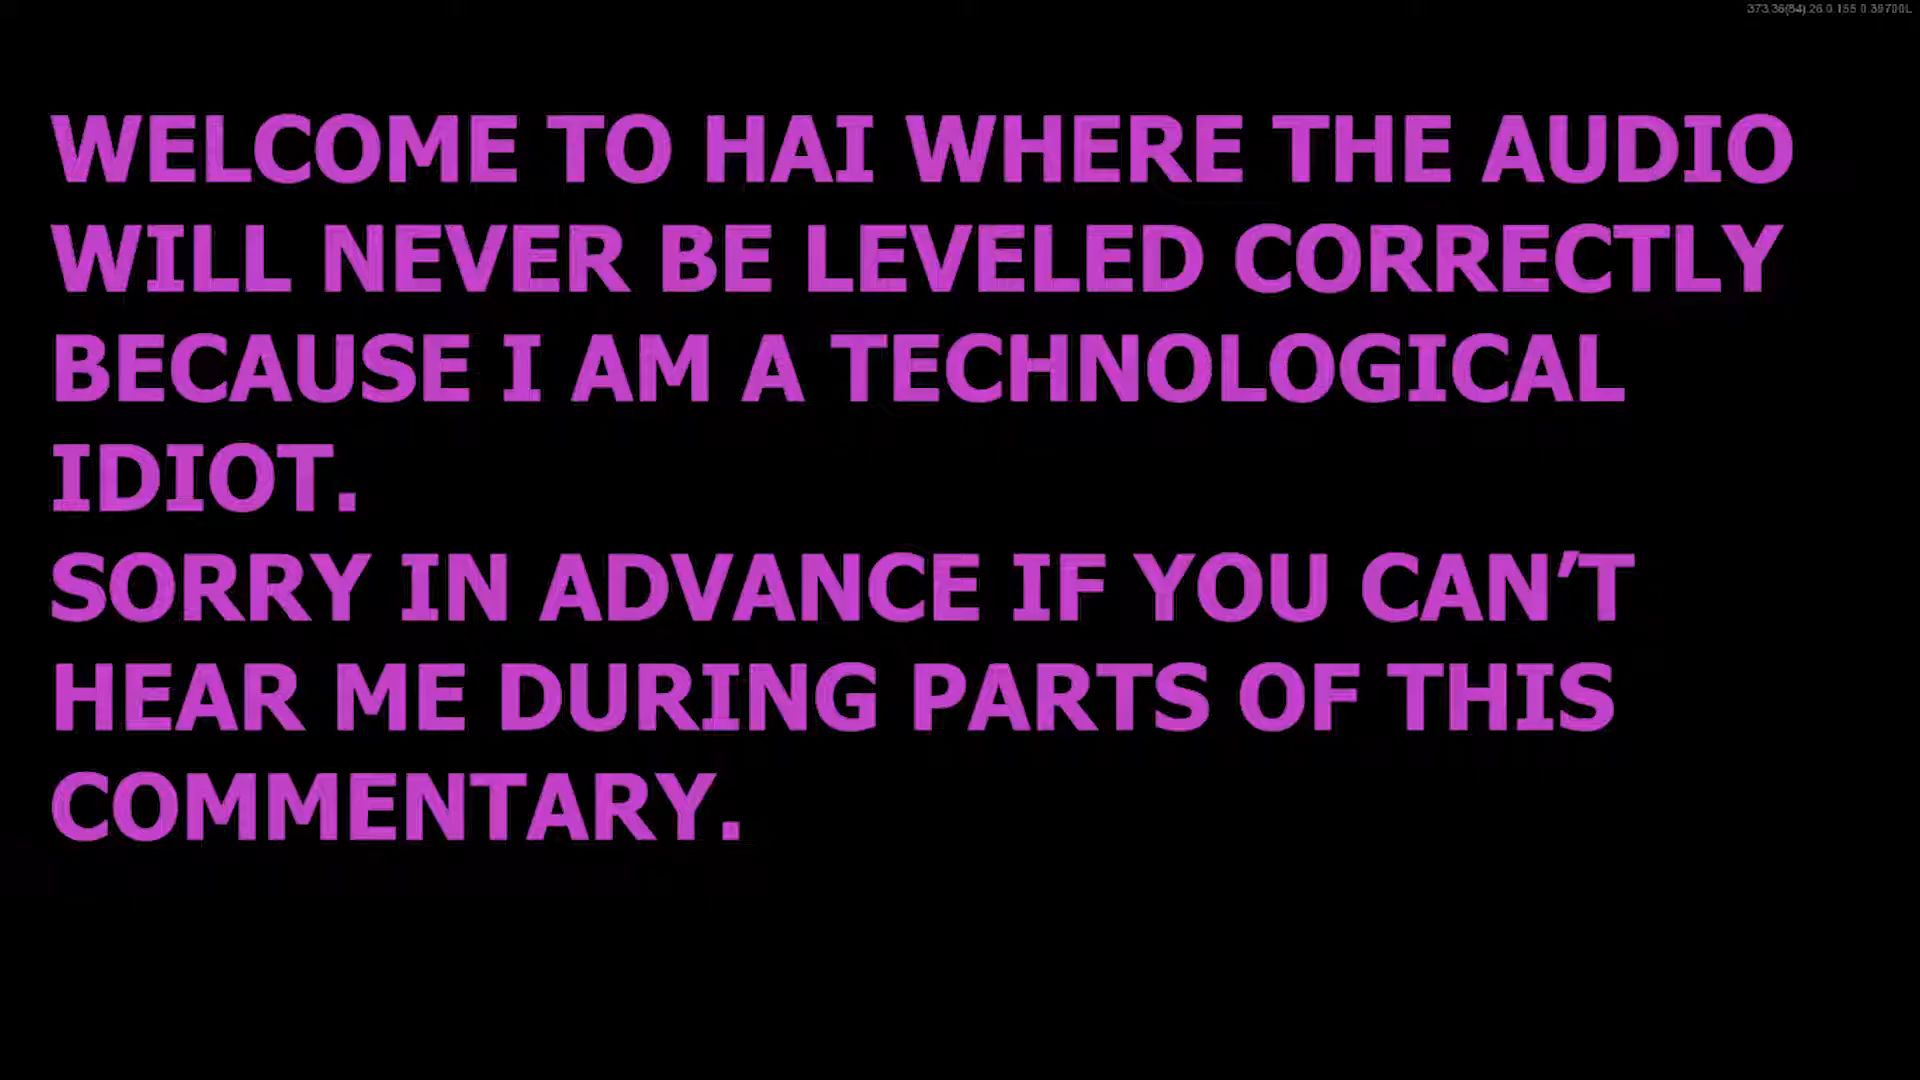 WELCOME TO HAI WHERE THE AUDIO
WILL NEVER BE LEVELED CORRECTLY
BECAUSE I AM A TECHNOLOGICAL
IDIOT.
SORRY IN ADVANCE IF YOU CAN’T
HEAR ME DURING PARTS OF THIS
COMMENTARY.